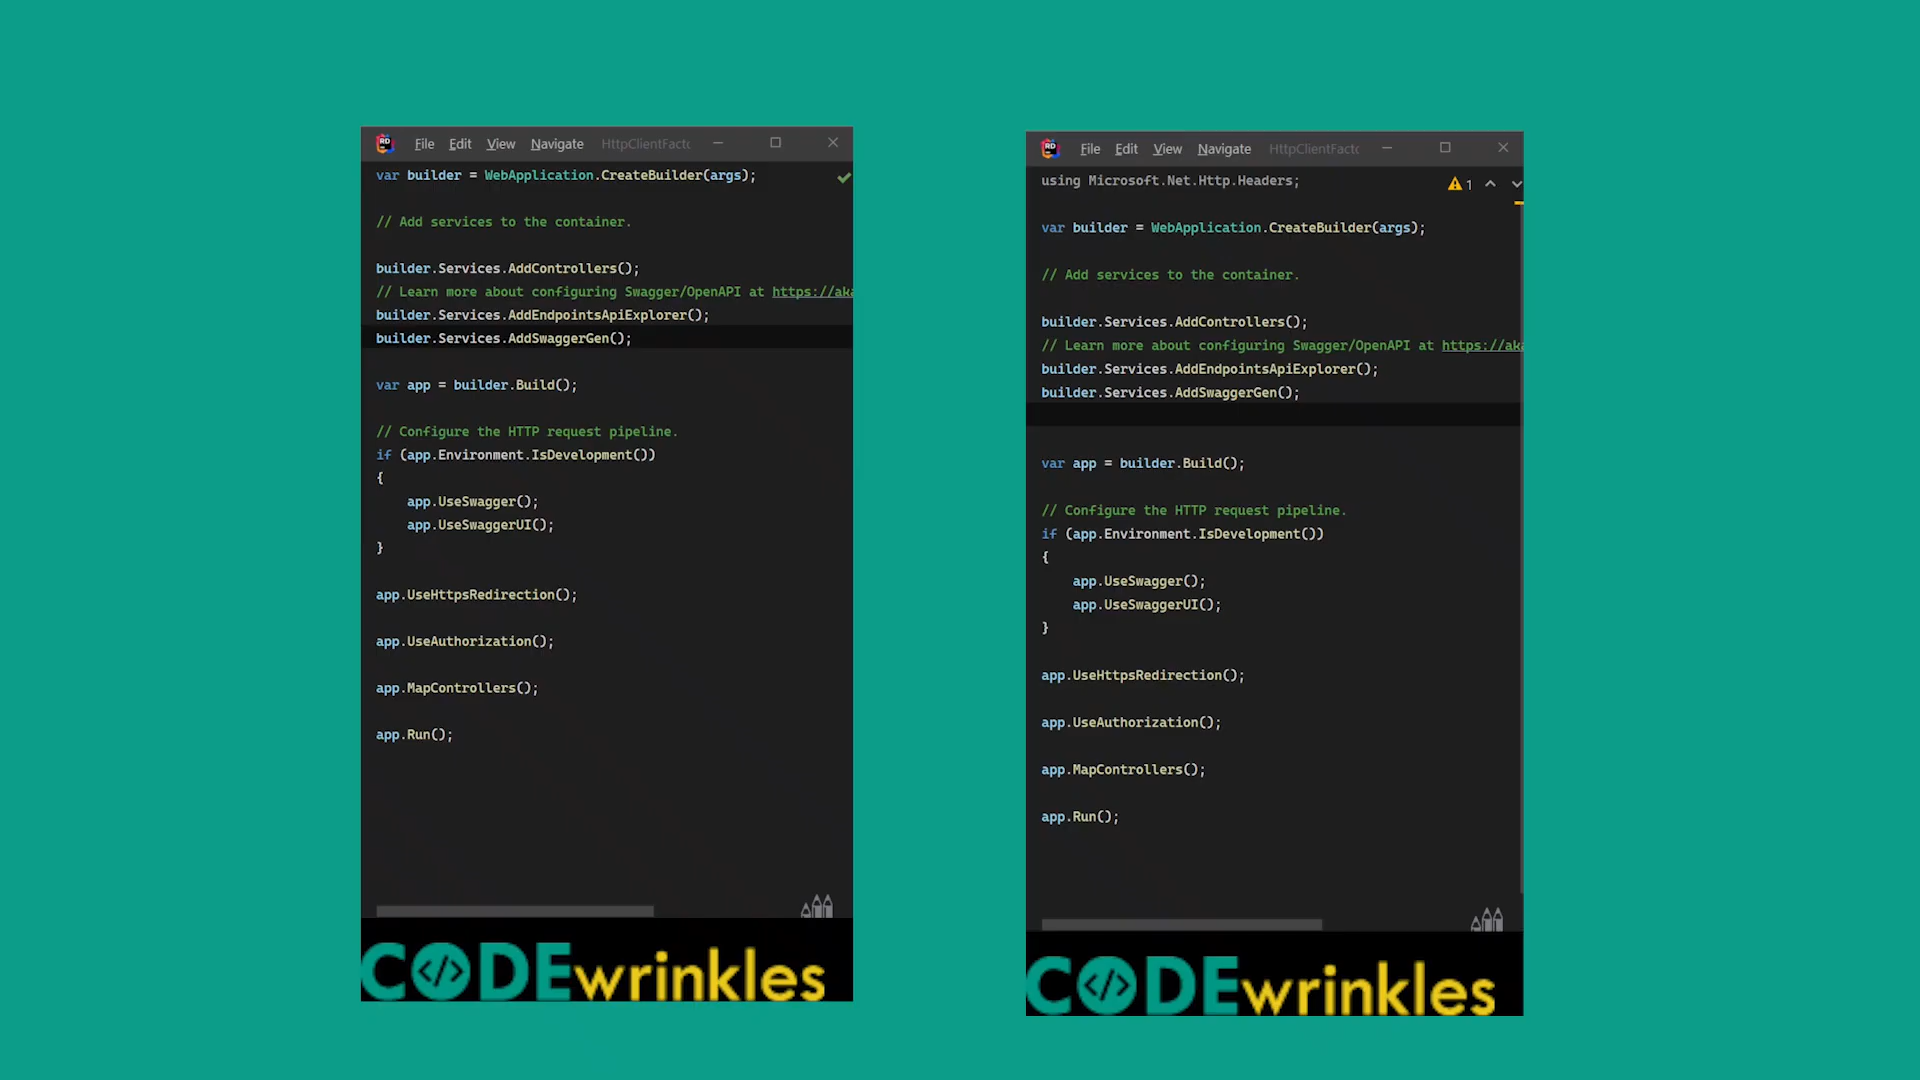 File Edit View Navigate HttpClientFact
var builder = WebApplication.CreateBuilder(args);
// Add services to the container.
builder.Services.AddControllers();
// Learn more about configuring Swagger/OpenAPI at https://aka
builder.Services.AddEndpointsApiExplorer();
builder.Services.AddSwaggerGen();
var app = builder.Build();
// Configure the HTTP request pipeline.
if (app.Environment.IsDevelopment())
{
app.UseSwagger();
app.UseSwaggerUI();
}
app.UseHttpsRedirection();
app.UseAuthorization();
app.MapControllers();
app.Run();
CODEwrinkles
File Edit View Navigate HttpClientFact
using Microsoft.Net.Http.Headers;
1
var builder = WebApplication.CreateBuilder(args);
// Add services to the container.
builder.Services.AddControllers();
// Learn more about configuring Swagger/OpenAPI at https://aka
builder.Services.AddEndpointsApiExplorer();
builder.Services.AddSwaggerGen();
var app = builder.Build();
// Configure the HTTP request pipeline.
if (app.Environment.IsDevelopment())
{
app.UseSwagger();
app.UseSwaggerUI();
}
app.UseHttpsRedirection();
app.UseAuthorization();
app.MapControllers();
app.Run();
CODEwrinkles